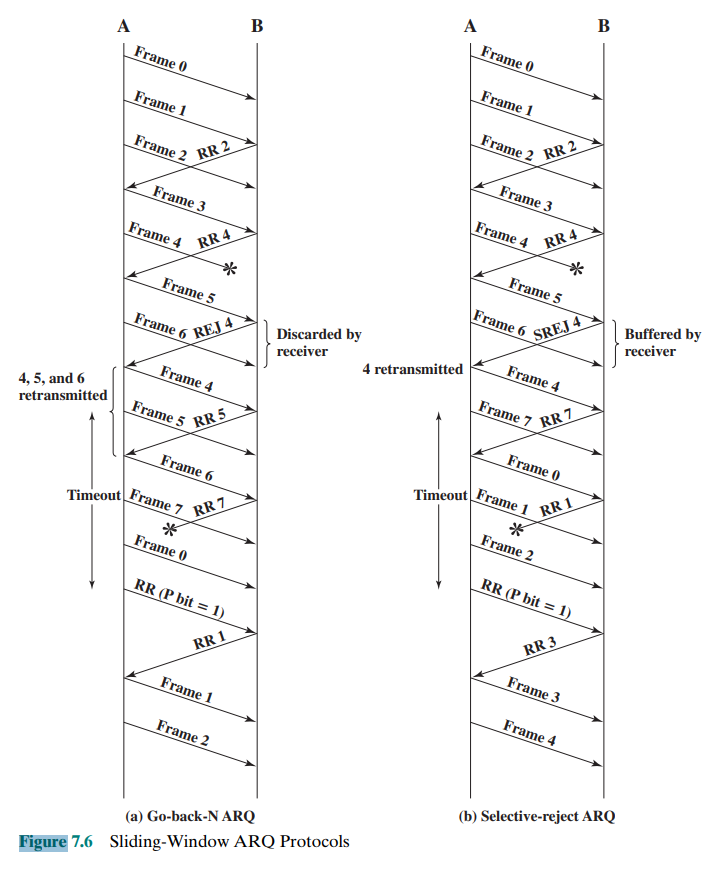 A B
Frame 0
Frame 1
Frame 2 RR 2
Frame 3
Frame 4 RR 4
Frame 5
Frame 6 REJ 4
Discarded by
receiver
4, 5, and 6
retransmitted
Frame 4
Frame 5 RR 5
Frame 6
Timeout
Frame 7 RR 7
Frame 0
RR (P bit = 1)
RR 1
Frame 1
Frame 2
(a) Go-back-N ARQ
A B
Frame 0
Frame 1
Frame 2 RR 2
Frame 3
Frame 4 RR 4
Frame 5
Frame 6 SREJ 4
Buffered by
receiver
4 retransmitted
Frame 4
Frame 7 RR 7
Frame 0
Timeout
Frame 1 RR 1
Frame 2
RR (P bit = 1)
RR 3
Frame 3
Frame 4
(b) Selective-reject ARQ
Figure 7.6 Sliding-Window ARQ Protocols